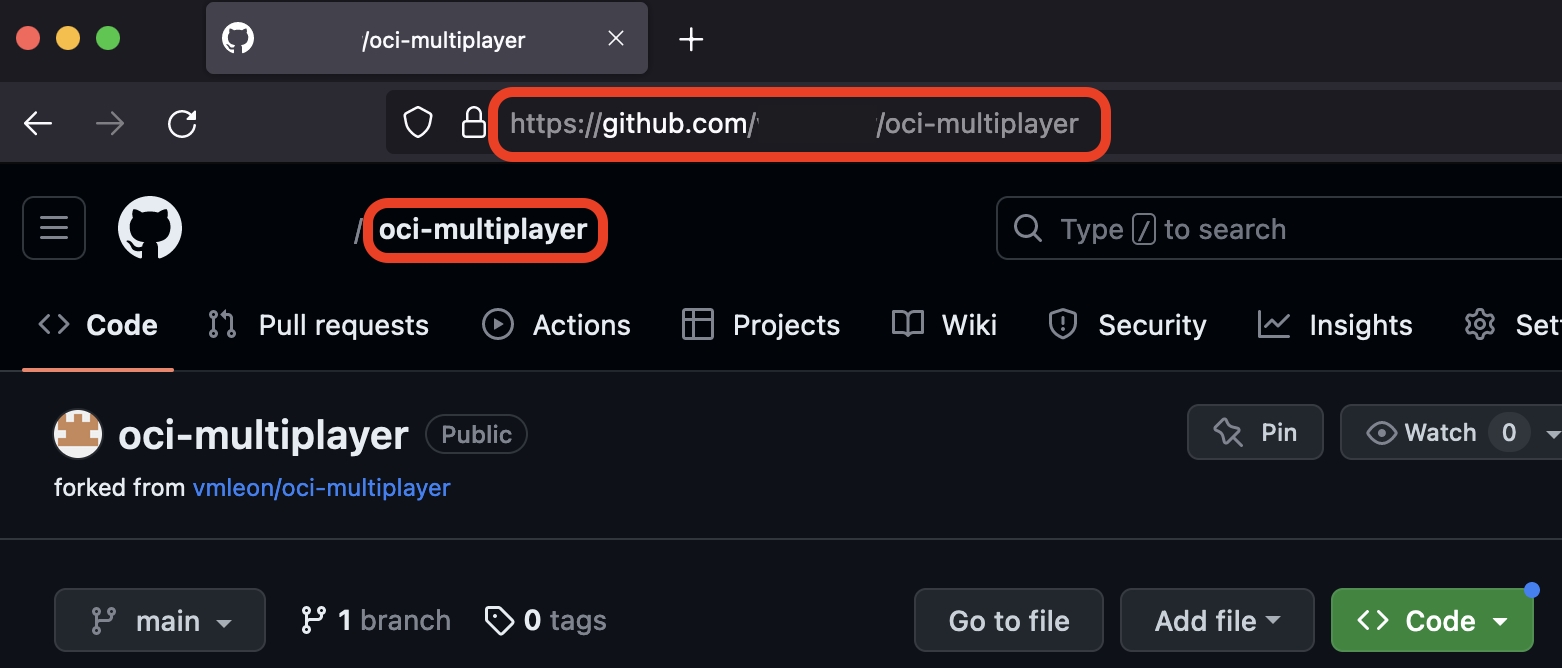 /oci-multiplayer
https://github.com/ /oci-multiplayer
/ oci-multiplayer
Type / to search
Code Pull requests Actions Projects Wiki Security Insights
oci-multiplayer Public
Pin Watch 0
forked from vmleon/oci-multiplayer
main 1 branch 0 tags
Go to file Add file Code